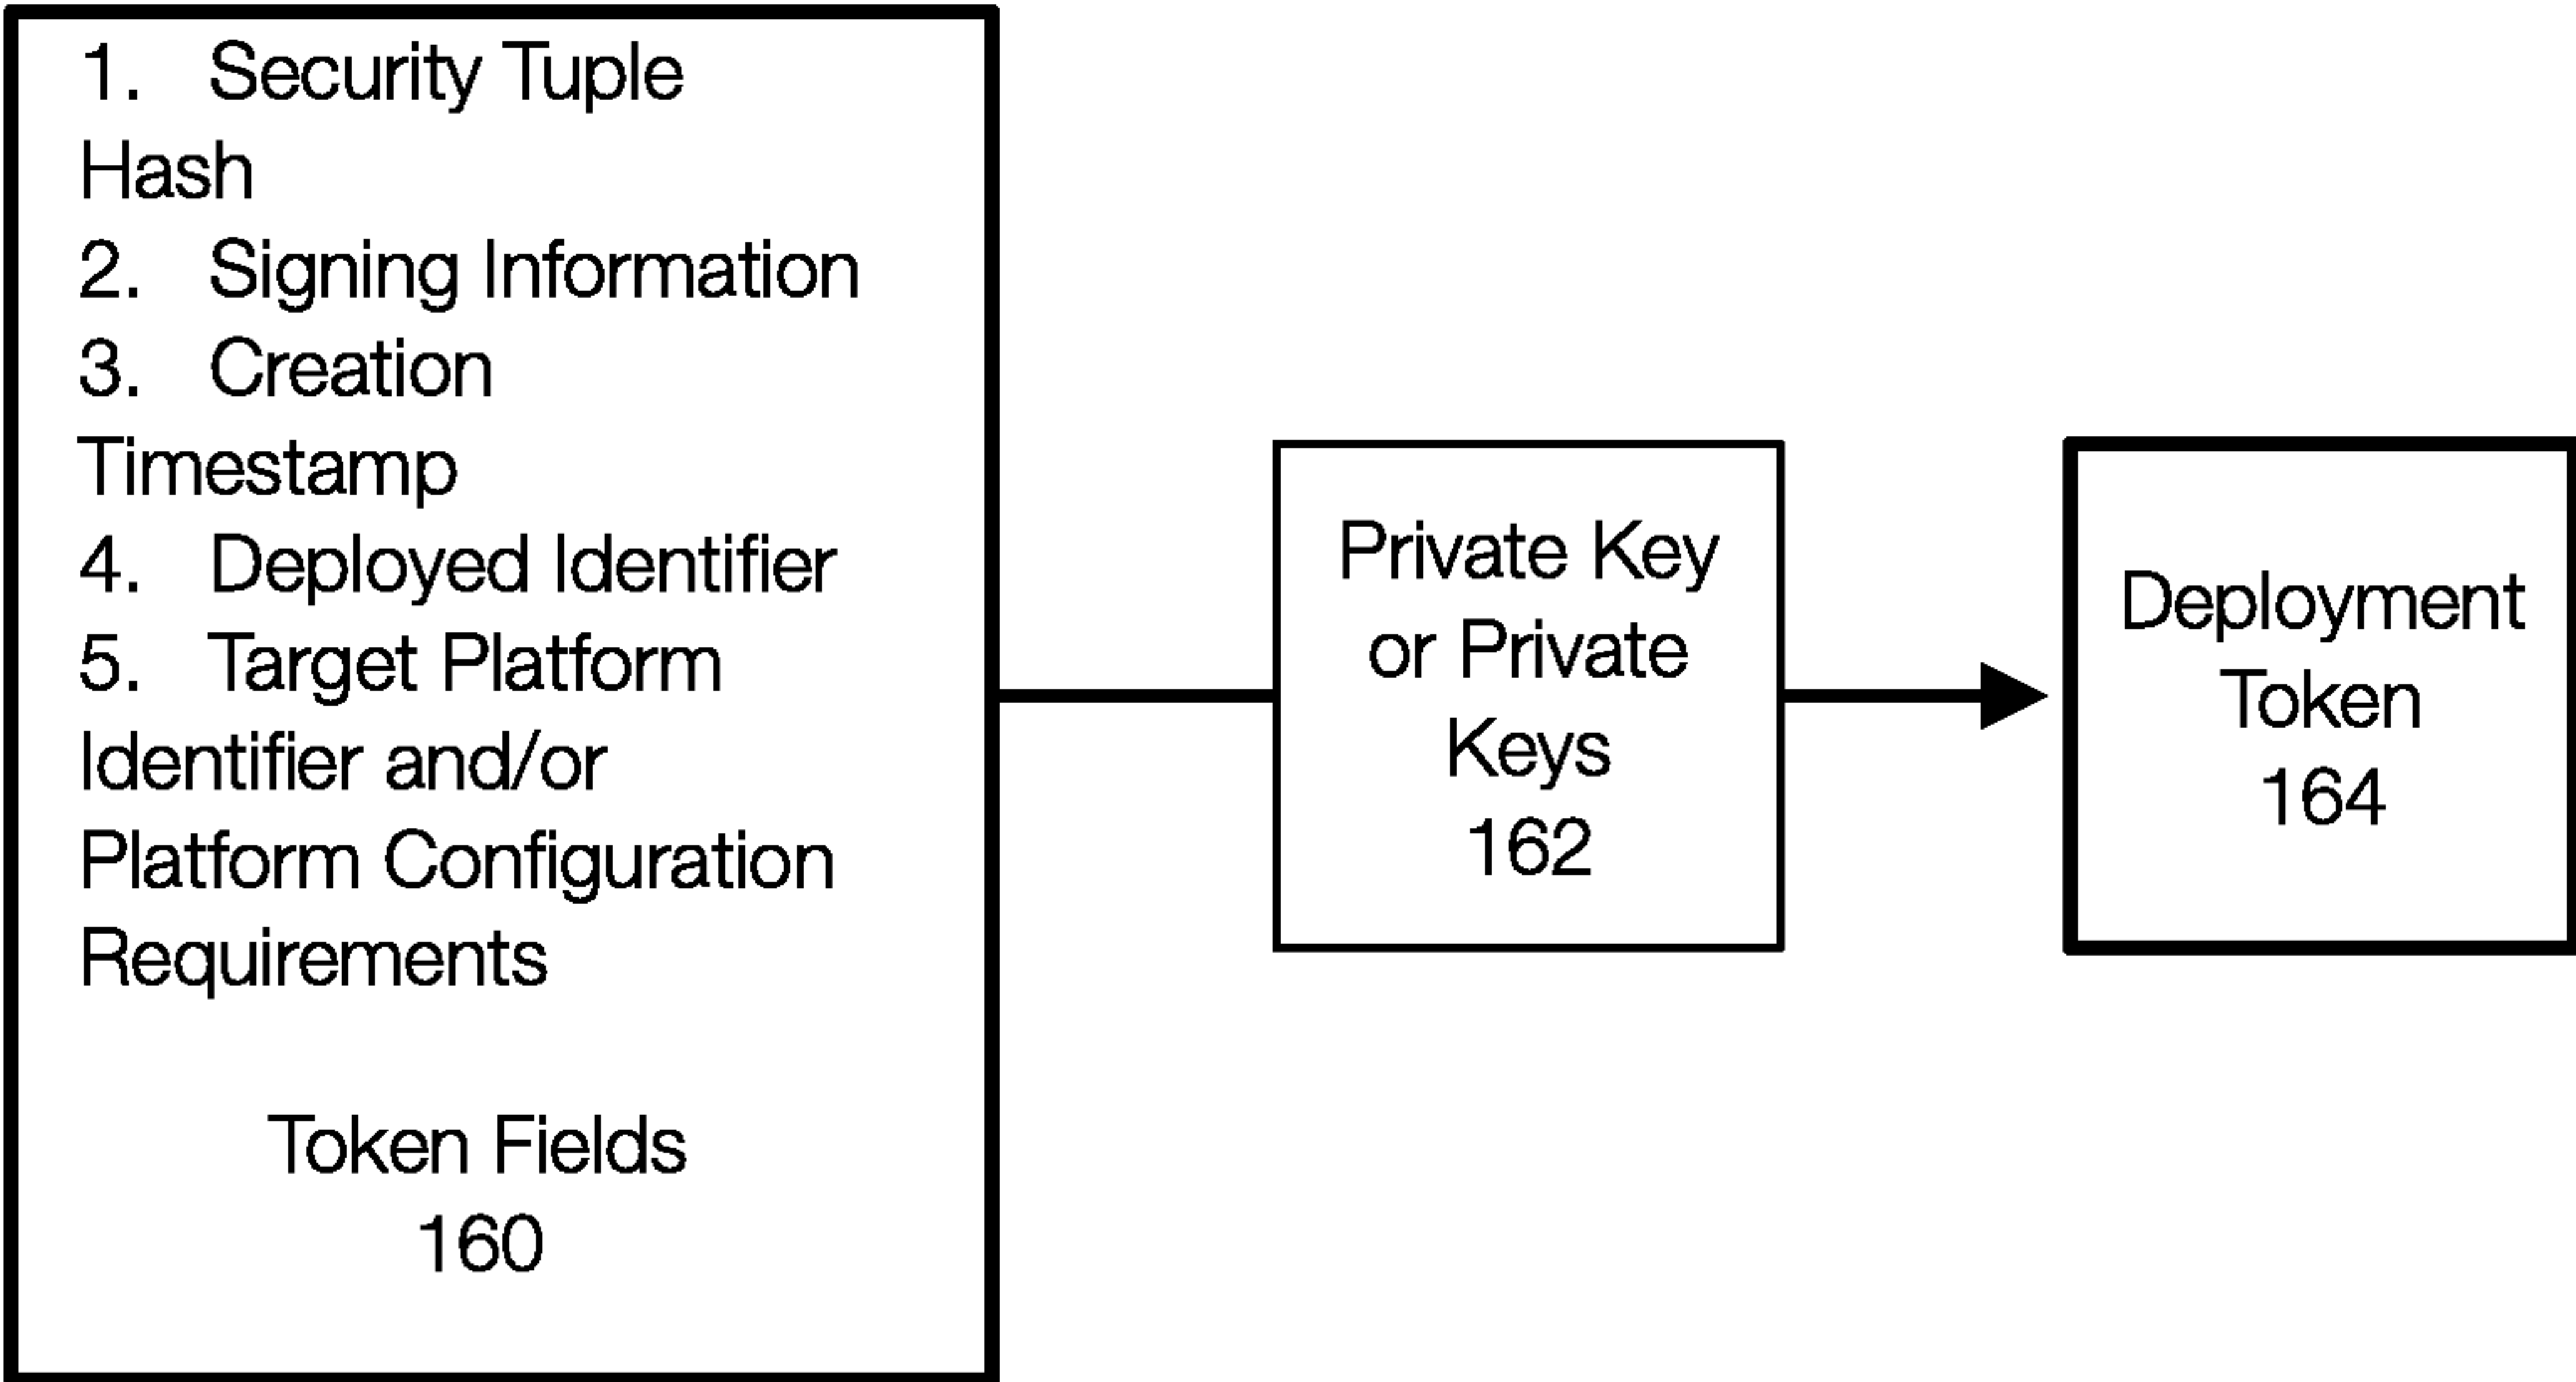 1. Security Tuple
Hash
2. Signing Information
3. Creation
Timestamp
4. Deployed Identifier
5. Target Platform
Identifier and/or
Platform Configuration
Requirements
Token Fields
160
Private Key
or Private
Keys
162
Deployment
Token
164